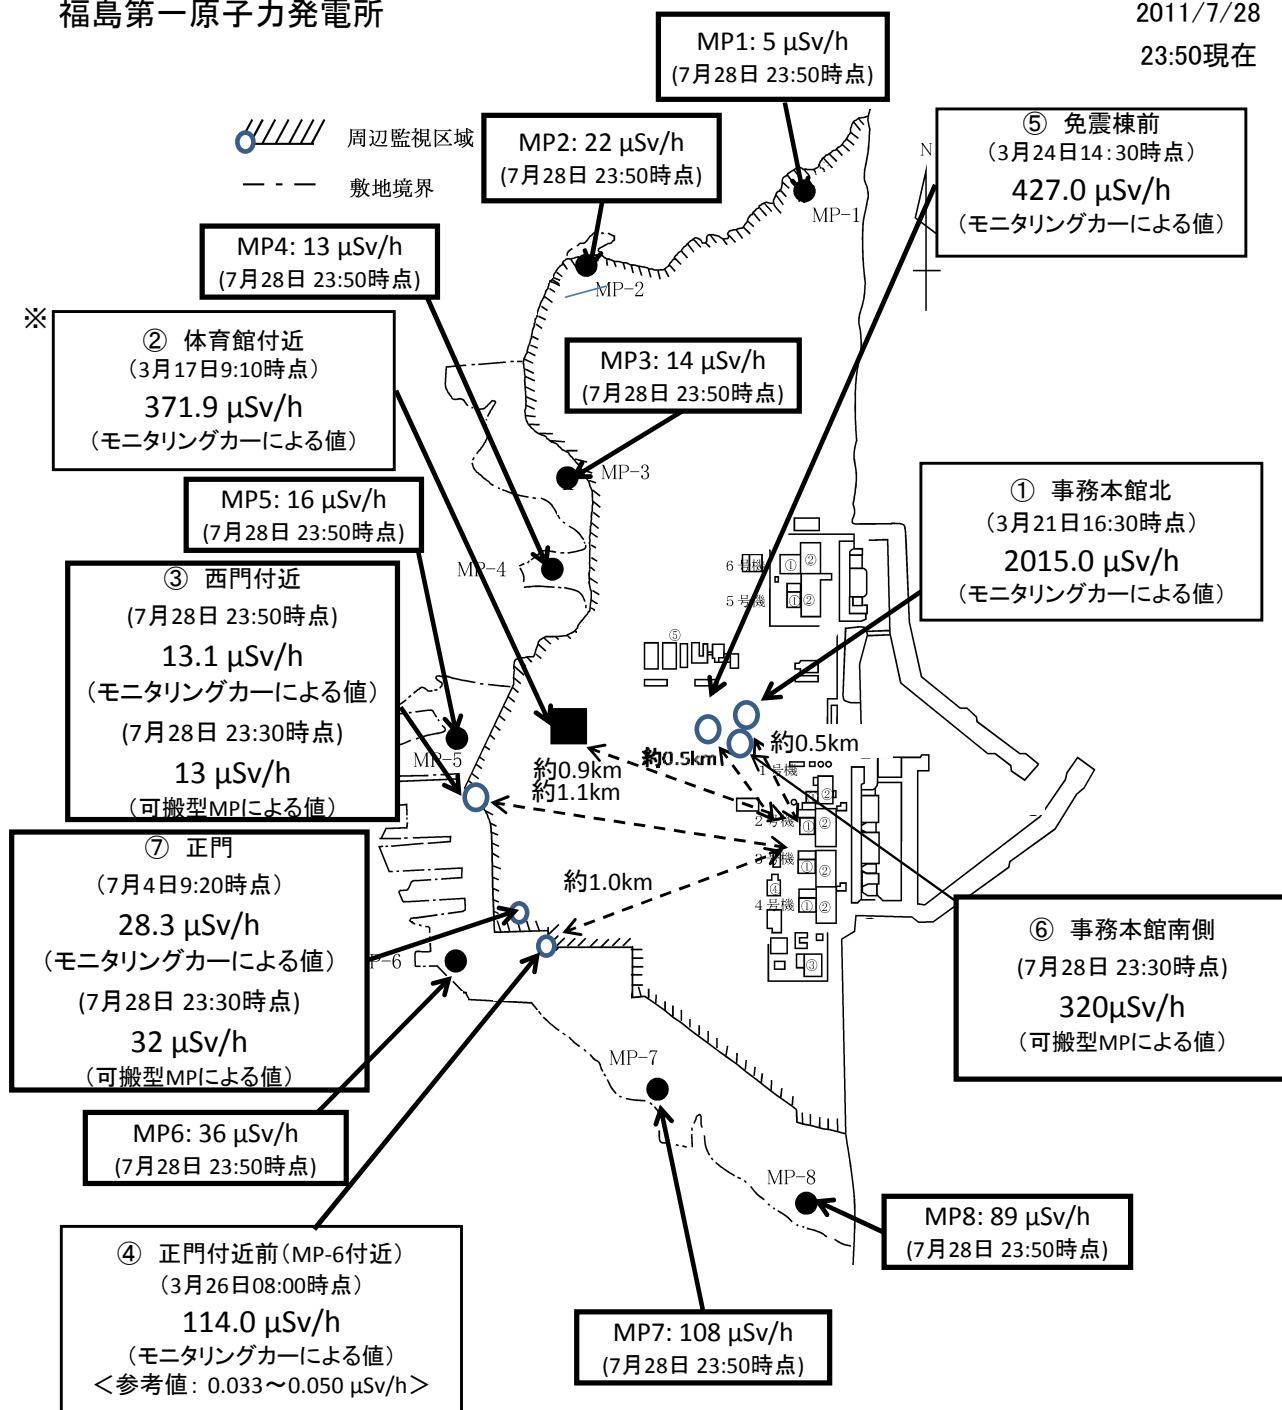 福島第一原子力発電所
2011/7/28
23:50現在
MP1: 5 μSv/h
(7月28日 23:50時点)
周辺監視区域
敷地境界
MP2: 22 μSv/h
(7月28日 23:50時点)
⑤ 免震棟前
(3月24日14:30時点)
427.0 μSv/h
(モニタリングカーによる値)
N
MP-1
MP4: 13 μSv/h
(7月28日 23:50時点)
MP-2
※
② 体育館付近
(3月17日9:10時点)
371.9 μSv/h
(モニタリングカーによる値)
MP3: 14 μSv/h
(7月28日 23:50時点)
MP-3
① 事務本館北
(3月21日16:30時点)
2015.0 μSv/h
(モニタリングカーによる値)
MP5: 16 μSv/h
(7月28日 23:50時点)
MP-4
6号機
① ②
5号機
① ②
③ 西門付近
(7月28日 23:50時点)
13.1 μSv/h
(モニタリングカーによる値)
(7月28日 23:30時点)
13 μSv/h
(可搬型MPによる値)
⑤
MP-5
約0.9km
約1.1km
約0.5km
約0.5km
1号機
②
2号機
① ②
3号機
① ②
④
4号機
① ②
③
約1.0km
⑦ 正門
(7月4日9:20時点)
28.3 μSv/h
(モニタリングカーによる値)
(7月28日 23:30時点)
32 μSv/h
(可搬型MPによる値)
P-6
⑥ 事務本館南側
(7月28日 23:30時点)
320μSv/h
(可搬型MPによる値)
MP-7
MP6: 36 μSv/h
(7月28日 23:50時点)
MP-8
MP8: 89 μSv/h
(7月28日 23:50時点)
④ 正門付近前(MP-6付近)
(3月26日08:00時点)
114.0 μSv/h
(モニタリングカーによる値)
<参考値: 0.033~0.050 μSv/h>
MP7: 108 μSv/h
(7月28日 23:50時点)